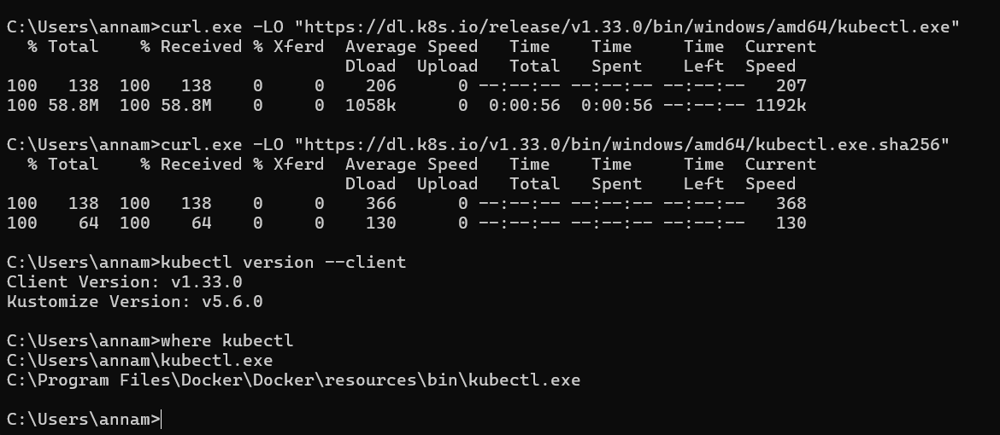 C:\Users\annam>curl.exe -LO "https://dl.k8s.io/release/v1.33.0/bin/windows/amd64/kubectl.exe"
  % Total    % Received % Xferd  Average Speed   Time    Time     Time  Current
                                 Dload  Upload   Total   Spent    Left  Speed
100   138  100   138    0     0    206      0 --:--:-- --:--:-- --:--:--   207
100 58.8M  100 58.8M    0     0  1058k      0  0:00:56  0:00:56 --:--:-- 1192k
C:\Users\annam>curl.exe -LO "https://dl.k8s.io/v1.33.0/bin/windows/amd64/kubectl.exe.sha256"
  % Total    % Received % Xferd  Average Speed   Time    Time     Time  Current
                                 Dload  Upload   Total   Spent    Left  Speed
100   138  100   138    0     0    366      0 --:--:-- --:--:-- --:--:--   368
100    64  100    64    0     0    130      0 --:--:-- --:--:-- --:--:--   130
C:\Users\annam>kubectl version --client
Client Version: v1.33.0
Kustomize Version: v5.6.0
C:\Users\annam>where kubectl
C:\Users\annam\kubectl.exe
C:\Program Files\Docker\Docker\resources\bin\kubectl.exe
C:\Users\annam>